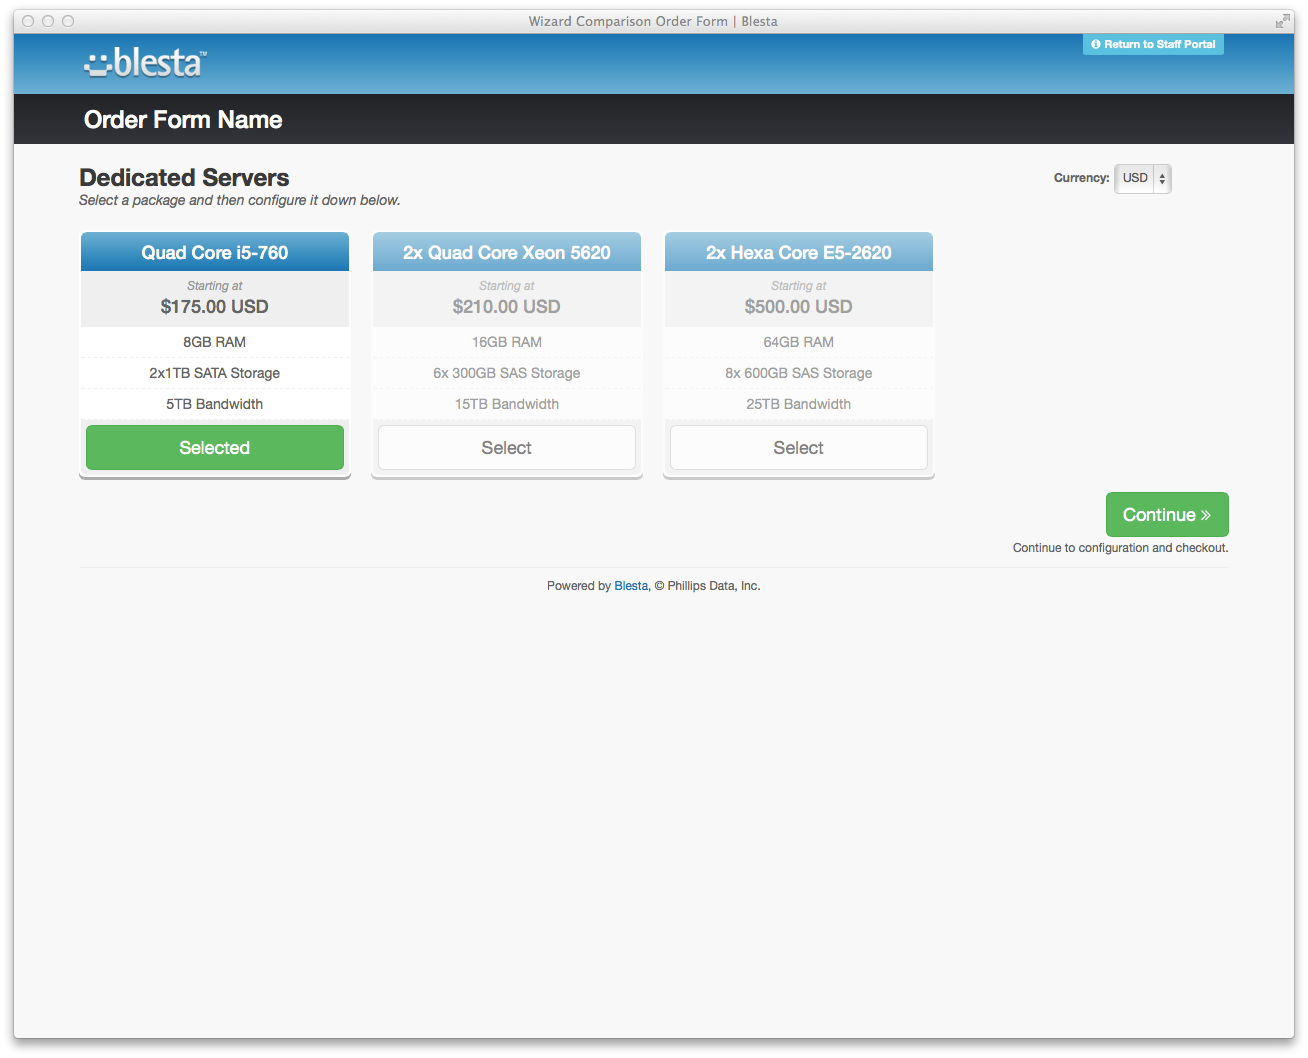 Wizard Comparison Order Form | Blesta
blesta™
Return to Staff Portal
Order Form Name
Dedicated Servers
Select a package and then configure it down below.
Currency: USD
Quad Core i5-760
Starting at
$175.00 USD
8GB RAM
2x1TB SATA Storage
5TB Bandwidth
Selected
2x Quad Core Xeon 5620
Starting at
$210.00 USD
16GB RAM
6x 300GB SAS Storage
15TB Bandwidth
Select
2x Hexa Core E5-2620
Starting at
$500.00 USD
64GB RAM
8x 600GB SAS Storage
25TB Bandwidth
Select
Continue »
Continue to configuration and checkout.
Powered by Blesta, © Phillips Data, Inc.